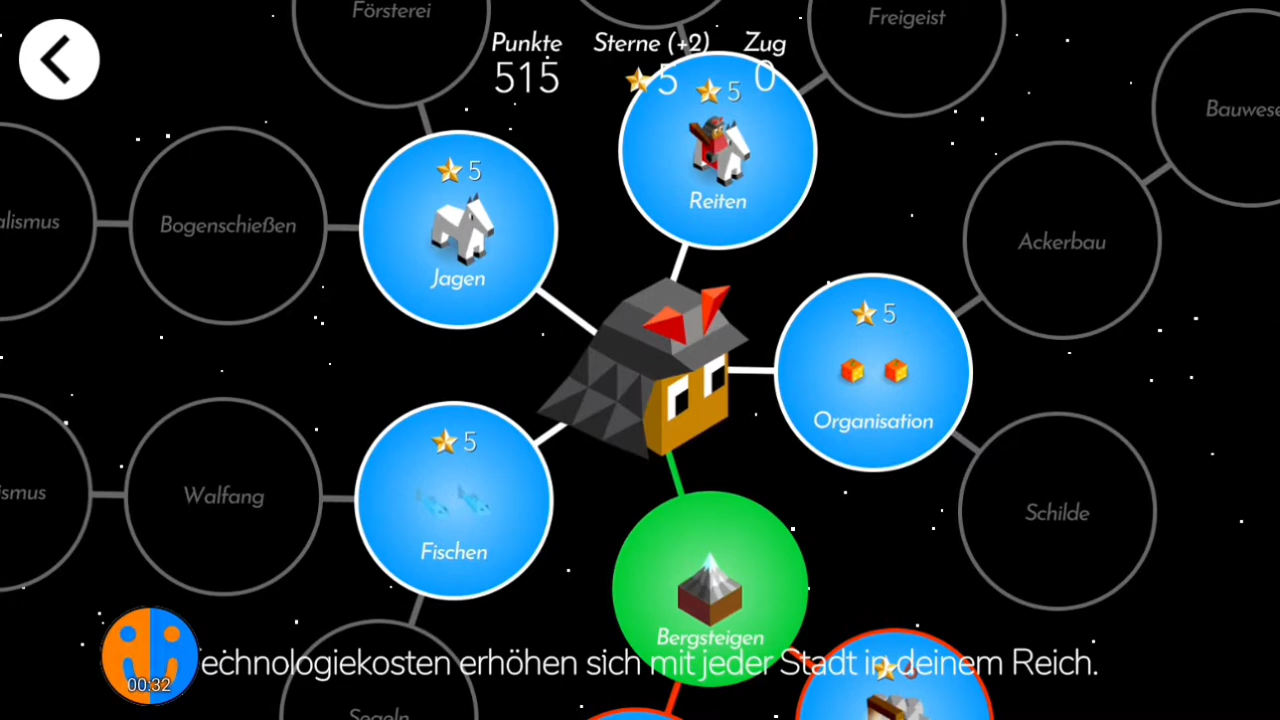 Försterei
Freigeist
Punkte
515
Sterne (+2)
5
Zug
0
5
Reiten
Bauwese
5
Jagen
alismus
Bogenschießen
Ackerbau
5
Organisation
5
Fischen
ismus
Walfang
Schilde
Bergsteigen
echnologiekosten erhöhen sich mit jeder Stadt in deinem Reich.
00:32
Segeln